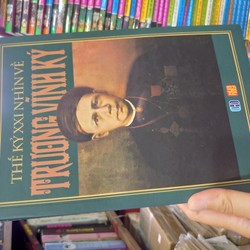 THẾ KỶ XXI NHÌN VỀ
TRƯƠNG VĨNH KÝ